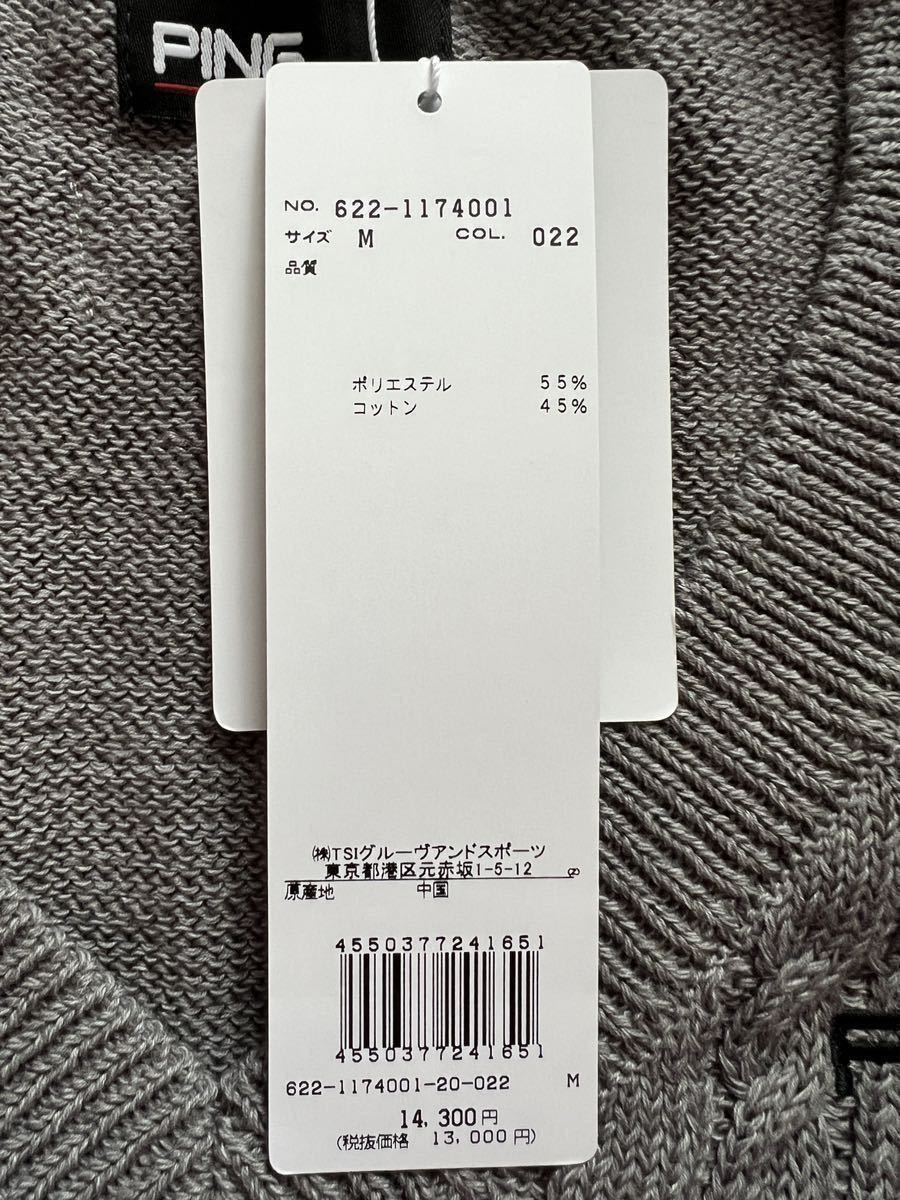 PING
NO. 622-1174001
サイズ M COL. 022
品質
ポリエステル 55%
コットン 45%
㈱TSIグルーヴアンドスポーツ
東京都港区元赤坂1-5-12
原産地 中国
4550377241651
4550377241651
622-1174001-20-022 M
14,300円
(税抜価格 13,000円)